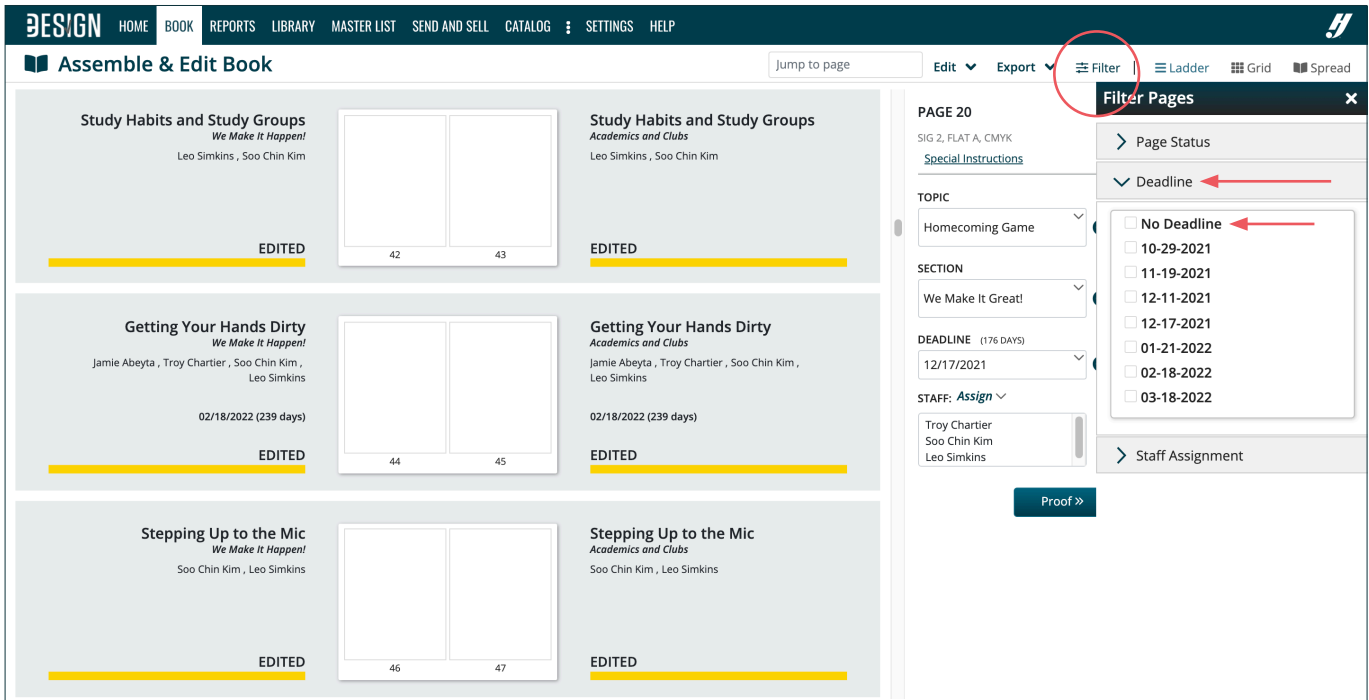 DESIGN HOME BOOK REPORTS LIBRARY MASTER LIST SEND AND SELL CATALOG SETTINGS HELP
Assemble & Edit Book
Jump to page Edit Export Filter | Ladder Grid Spread
Study Habits and Study Groups
We Make It Happen!
Leo Simkins , Soo Chin Kim
EDITED
42 43
Study Habits and Study Groups
Academics and Clubs
Leo Simkins , Soo Chin Kim
EDITED
Getting Your Hands Dirty
We Make It Happen!
Jamie Abeyta , Troy Chartier , Soo Chin Kim ,
Leo Simkins
02/18/2022 (239 days)
EDITED
44 45
Getting Your Hands Dirty
Academics and Clubs
Jamie Abeyta , Troy Chartier , Soo Chin Kim ,
Leo Simkins
02/18/2022 (239 days)
EDITED
Stepping Up to the Mic
We Make It Happen!
Soo Chin Kim , Leo Simkins
EDITED
46 47
Stepping Up to the Mic
Academics and Clubs
Soo Chin Kim , Leo Simkins
EDITED
PAGE 20
SIG 2, FLAT A, CMYK
Special Instructions
TOPIC
Homecoming Game
SECTION
We Make It Great!
DEADLINE (176 DAYS)
12/17/2021
STAFF: Assign
Troy Chartier
Soo Chin Kim
Leo Simkins
Proof »
Filter Pages ×
Page Status
Deadline
No Deadline
10-29-2021
11-19-2021
12-11-2021
12-17-2021
01-21-2022
02-18-2022
03-18-2022
Staff Assignment